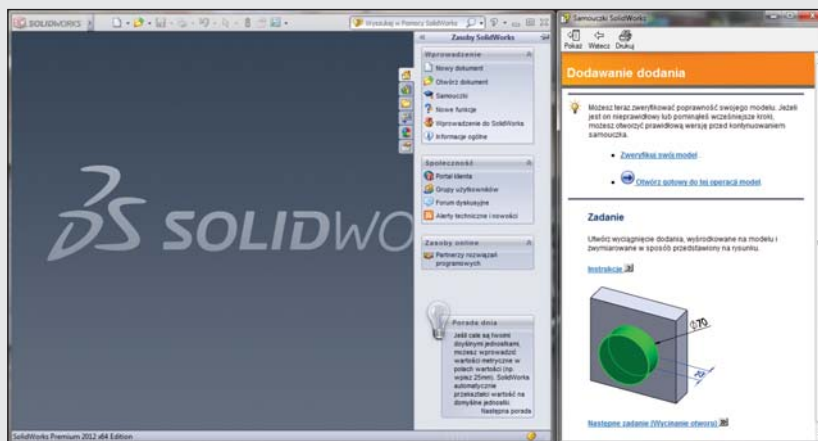 SOLIDWORKS
Wyszukaj w Pomocy SolidWorks
Zasoby SolidWorks
Wprowadzenie
Nowy dokument
Otwórz dokument
Samouczki
Nowe funkcje
Wprowadzenie do SolidWorks
Informacje ogólne
Społeczność
Portal klienta
Grupy użytkowników
Forum dyskusyjne
Alerty techniczne i nowości
Zasoby online
Partnerzy rozwiązań
programowych
Porada dnia
Jeśli cale są twoimi
domyślnymi jednostkami,
możesz wprowadzić
wartości metryczne w
polach wartości (np.
wpisz 25mm). SolidWorks
automatycznie
przekształci wartość na
domyślne jednostki.
Następna porada
SOLIDWO
SolidWorks Premium 2012 x64 Edition
Samouczki SolidWorks
Pokaż Wstecz Drukuj
Dodawanie dodania
Możesz teraz zweryfikować poprawność swojego modelu. Jeżeli
jest on nieprawidłowy lub pominąłeś wcześniejsze kroki,
możesz otworzyć prawidłową wersję przed kontynuowaniem
samouczka.
Zweryfikuj swój model
Otwórz gotowy do tej operacji model
Zadanie
Utwórz wyciągnięcie dodania, wyśrodkowane na modelu i
zwymiarowane w sposób przedstawiony na rysunku.
Instrukcje
Ø70
Następne zadanie (Wycinanie otworu)